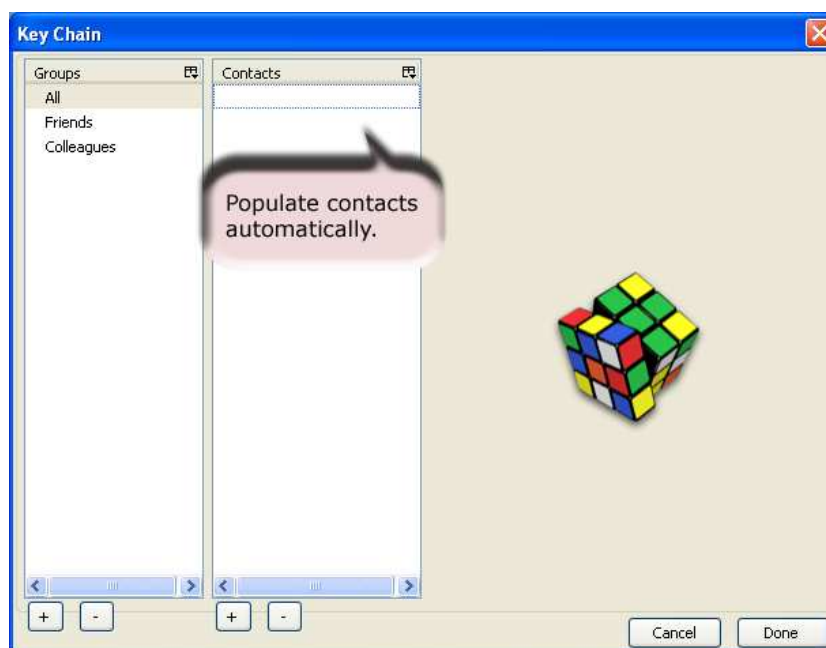 Key Chain
Groups
All
Friends
Colleagues
Contacts
Populate contacts
automatically.
+ -
+ -
Cancel
Done